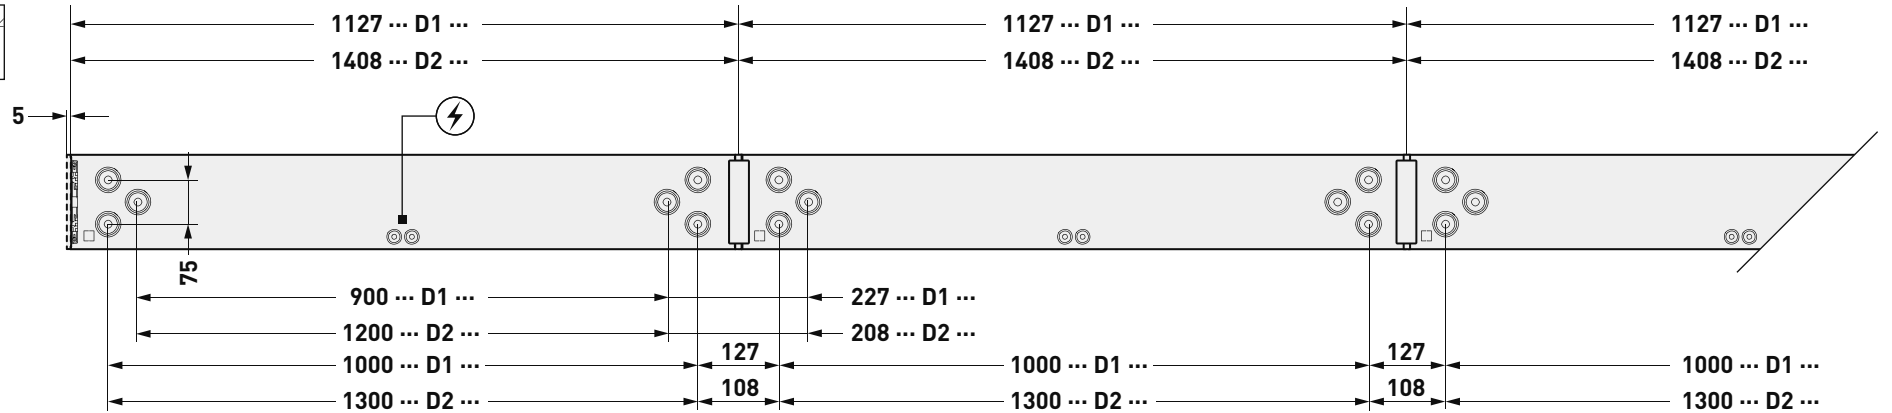 1127 ··· D1 ··· 1127 ··· D1 ··· 1127 ··· D1 ···
1408 ··· D2 ··· 1408 ··· D2 ··· 1408 ··· D2 ···
5
75
900 ··· D1 ··· 227 ··· D1 ···
1200 ··· D2 ··· 208 ··· D2 ···
1000 ··· D1 ··· 127 1000 ··· D1 ··· 127 1000 ··· D1 ···
1300 ··· D2 ··· 108 1300 ··· D2 ··· 108 1300 ··· D2 ···